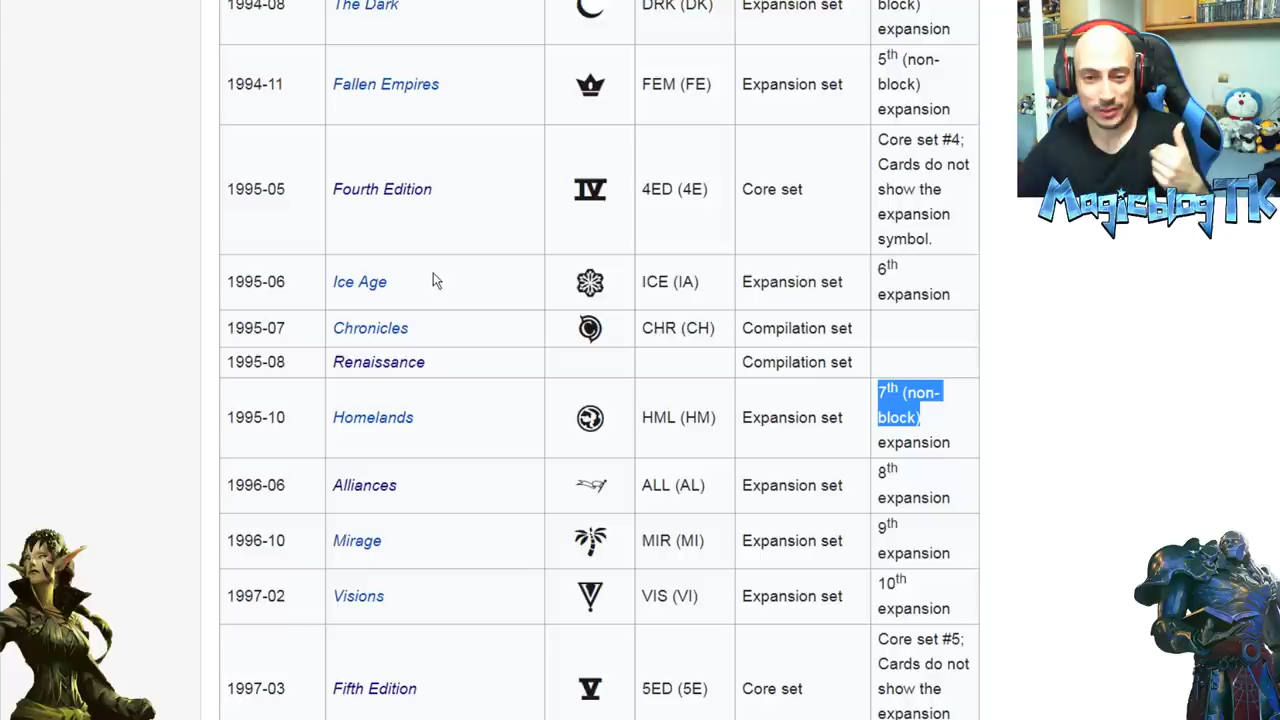 1994-08 The Dark DRK (DK) Expansion set block)
expansion
1994-11 Fallen Empires FEM (FE) Expansion set 5th (non-
block)
expansion
1995-05 Fourth Edition IV 4ED (4E) Core set Core set #4;
Cards do not
show the
expansion
symbol.
1995-06 Ice Age ICE (IA) Expansion set 6th
expansion
1995-07 Chronicles C CHR (CH) Compilation set
1995-08 Renaissance Compilation set
1995-10 Homelands HML (HM) Expansion set 7th (non-
block)
expansion
1996-06 Alliances ALL (AL) Expansion set 8th
expansion
1996-10 Mirage MIR (MI) Expansion set 9th
expansion
1997-02 Visions V VIS (VI) Expansion set 10th
expansion
1997-03 Fifth Edition V 5ED (5E) Core set Core set #5;
Cards do not
show the
expansion
MagicblogTK